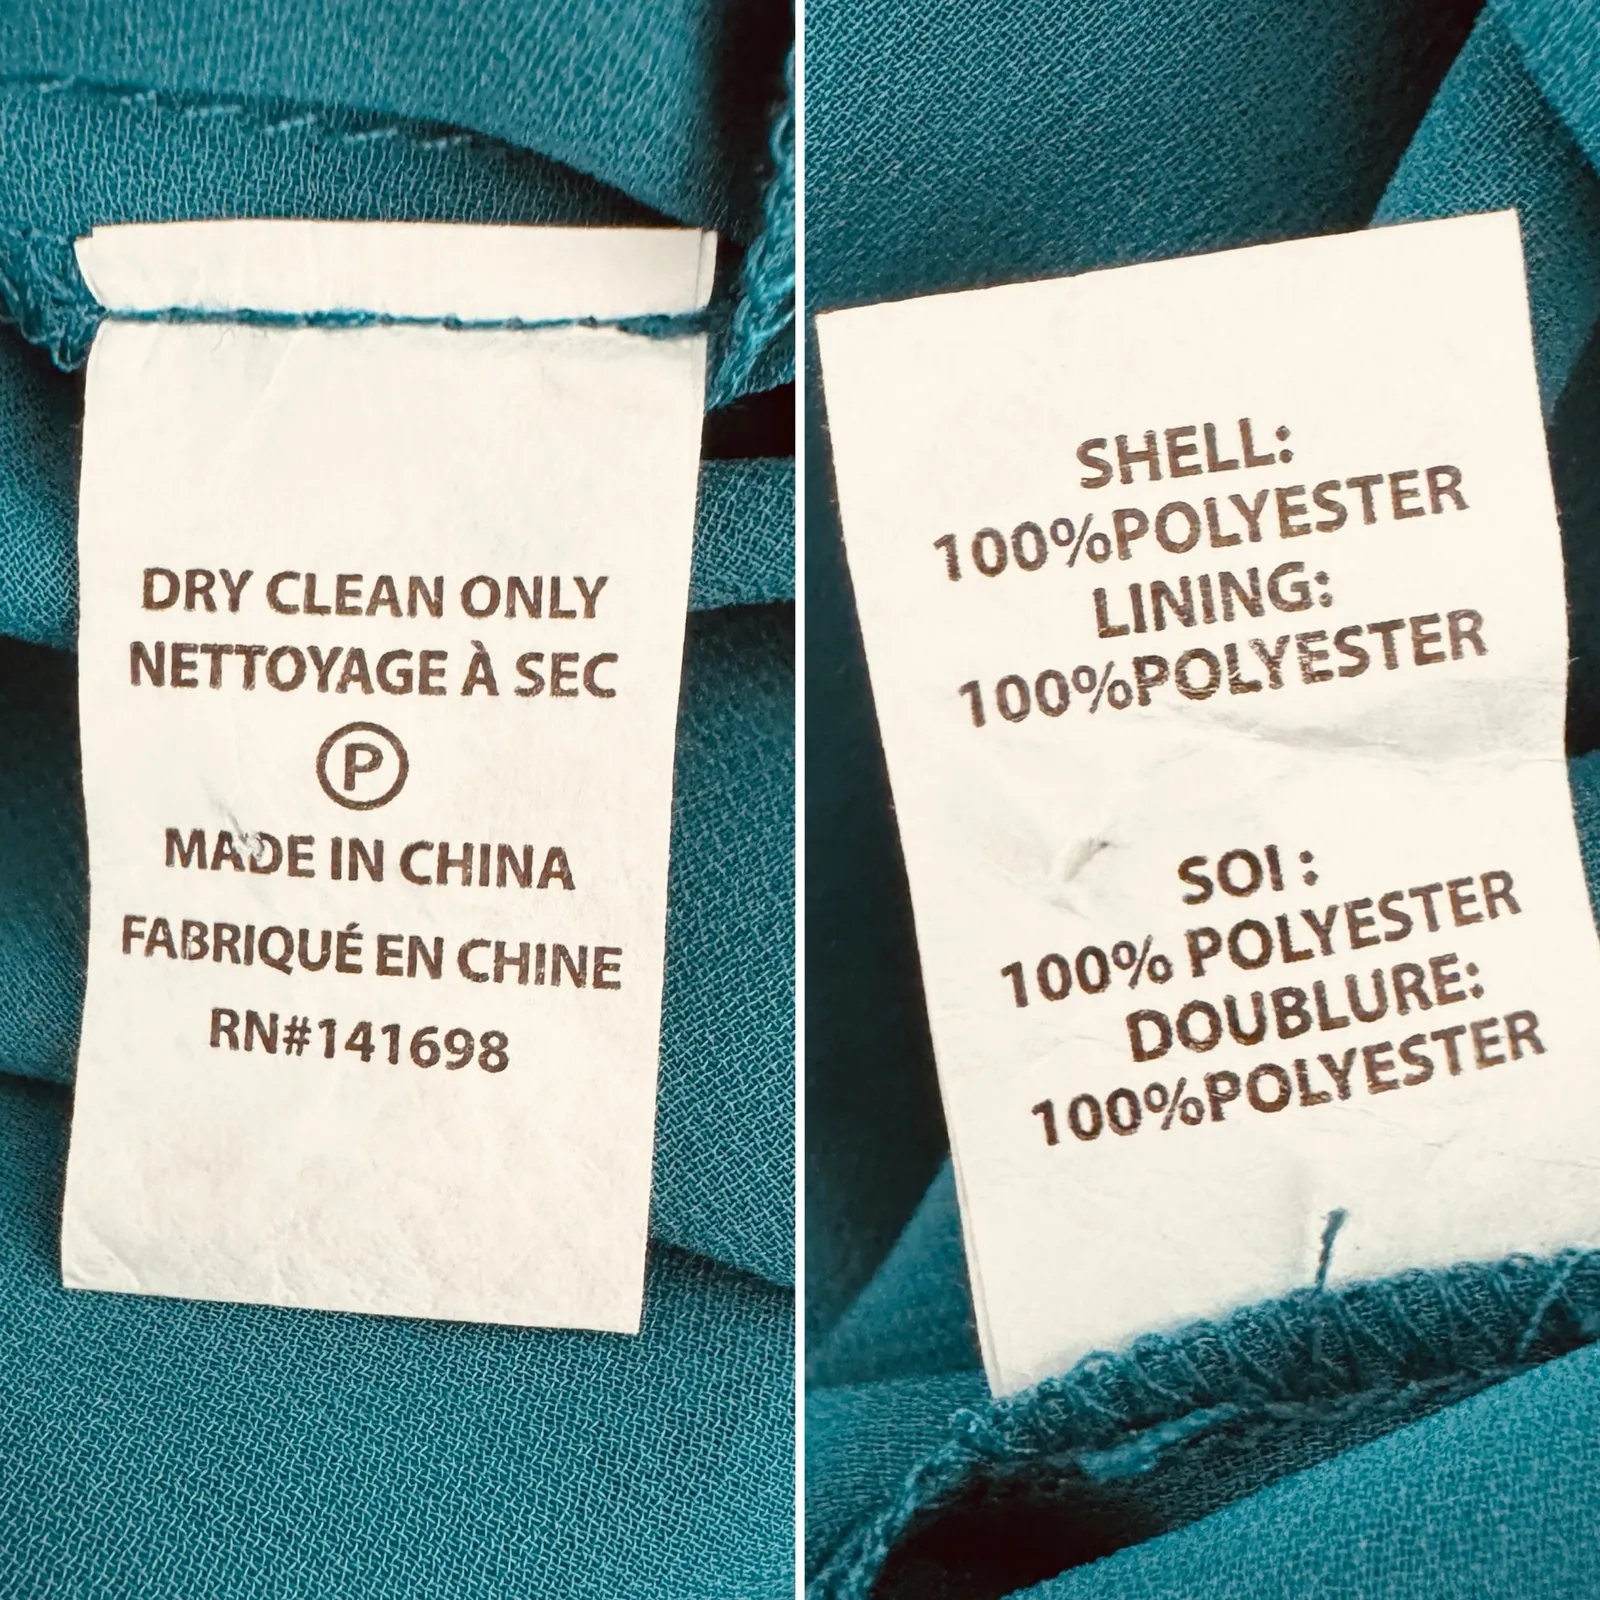 DRY CLEAN ONLY
NETTOYAGE À SEC
P
MADE IN CHINA
FABRIQUÉ EN CHINE
RN#141698
SHELL:
100%POLYESTER
LINING:
100%POLYESTER
SOI :
100% POLYESTER
DOUBLURE:
100%POLYESTER